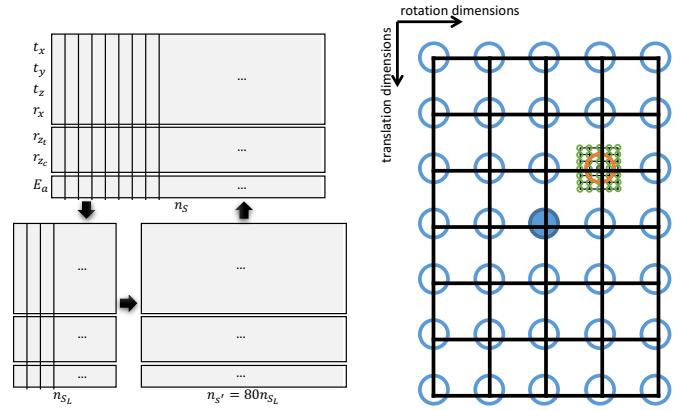 t_x
t_y
t_z
r_x
r_{z_t}
r_{z_c}
E_a
...
...
...
n_S
...
...
...
n_{S_L}
...
...
...
n_{s'} = 80n_{S_L}
rotation dimensions
translation dimensions